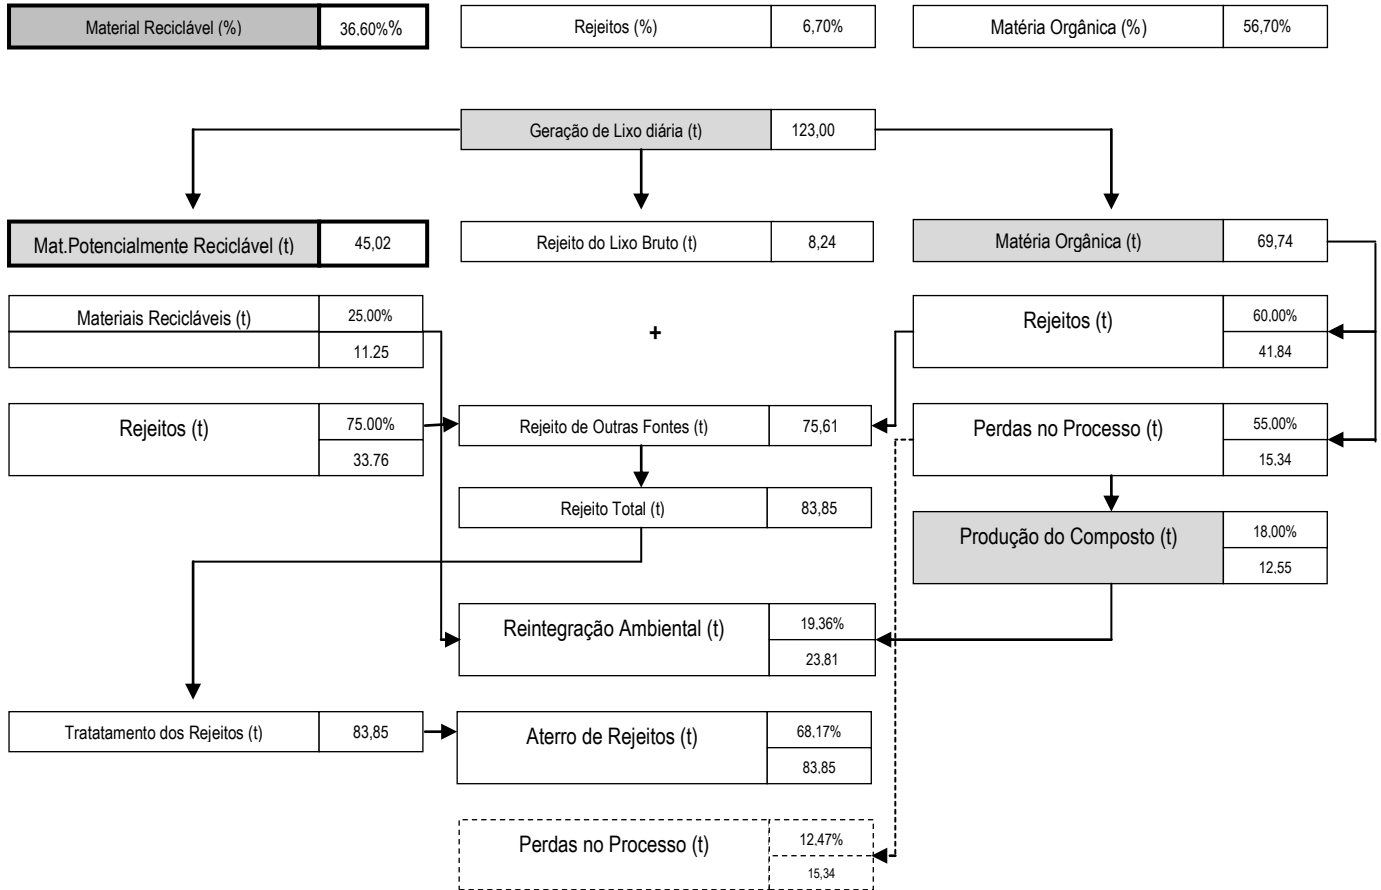 Material Reciclável (%) 36,60%%
Rejeitos (%) 6,70%
Matéria Orgânica (%) 56,70%
Geração de Lixo diária (t) 123,00
Mat.Potencialmente Reciclável (t) 45,02
Rejeito do Lixo Bruto (t) 8,24
Matéria Orgânica (t) 69,74
Materiais Recicláveis (t) 25,00%
11.25
+
Rejeitos (t) 60,00%
41,84
Rejeitos (t) 75.00%
33.76
Rejeito de Outras Fontes (t) 75,61
Perdas no Processo (t) 55,00%
15,34
Rejeito Total (t) 83,85
Produção do Composto (t) 18,00%
12,55
Reintegração Ambiental (t) 19,36%
23,81
Tratatamento dos Rejeitos (t) 83,85
Aterro de Rejeitos (t) 68,17%
83,85
Perdas no Processo (t) 12,47%
15,34